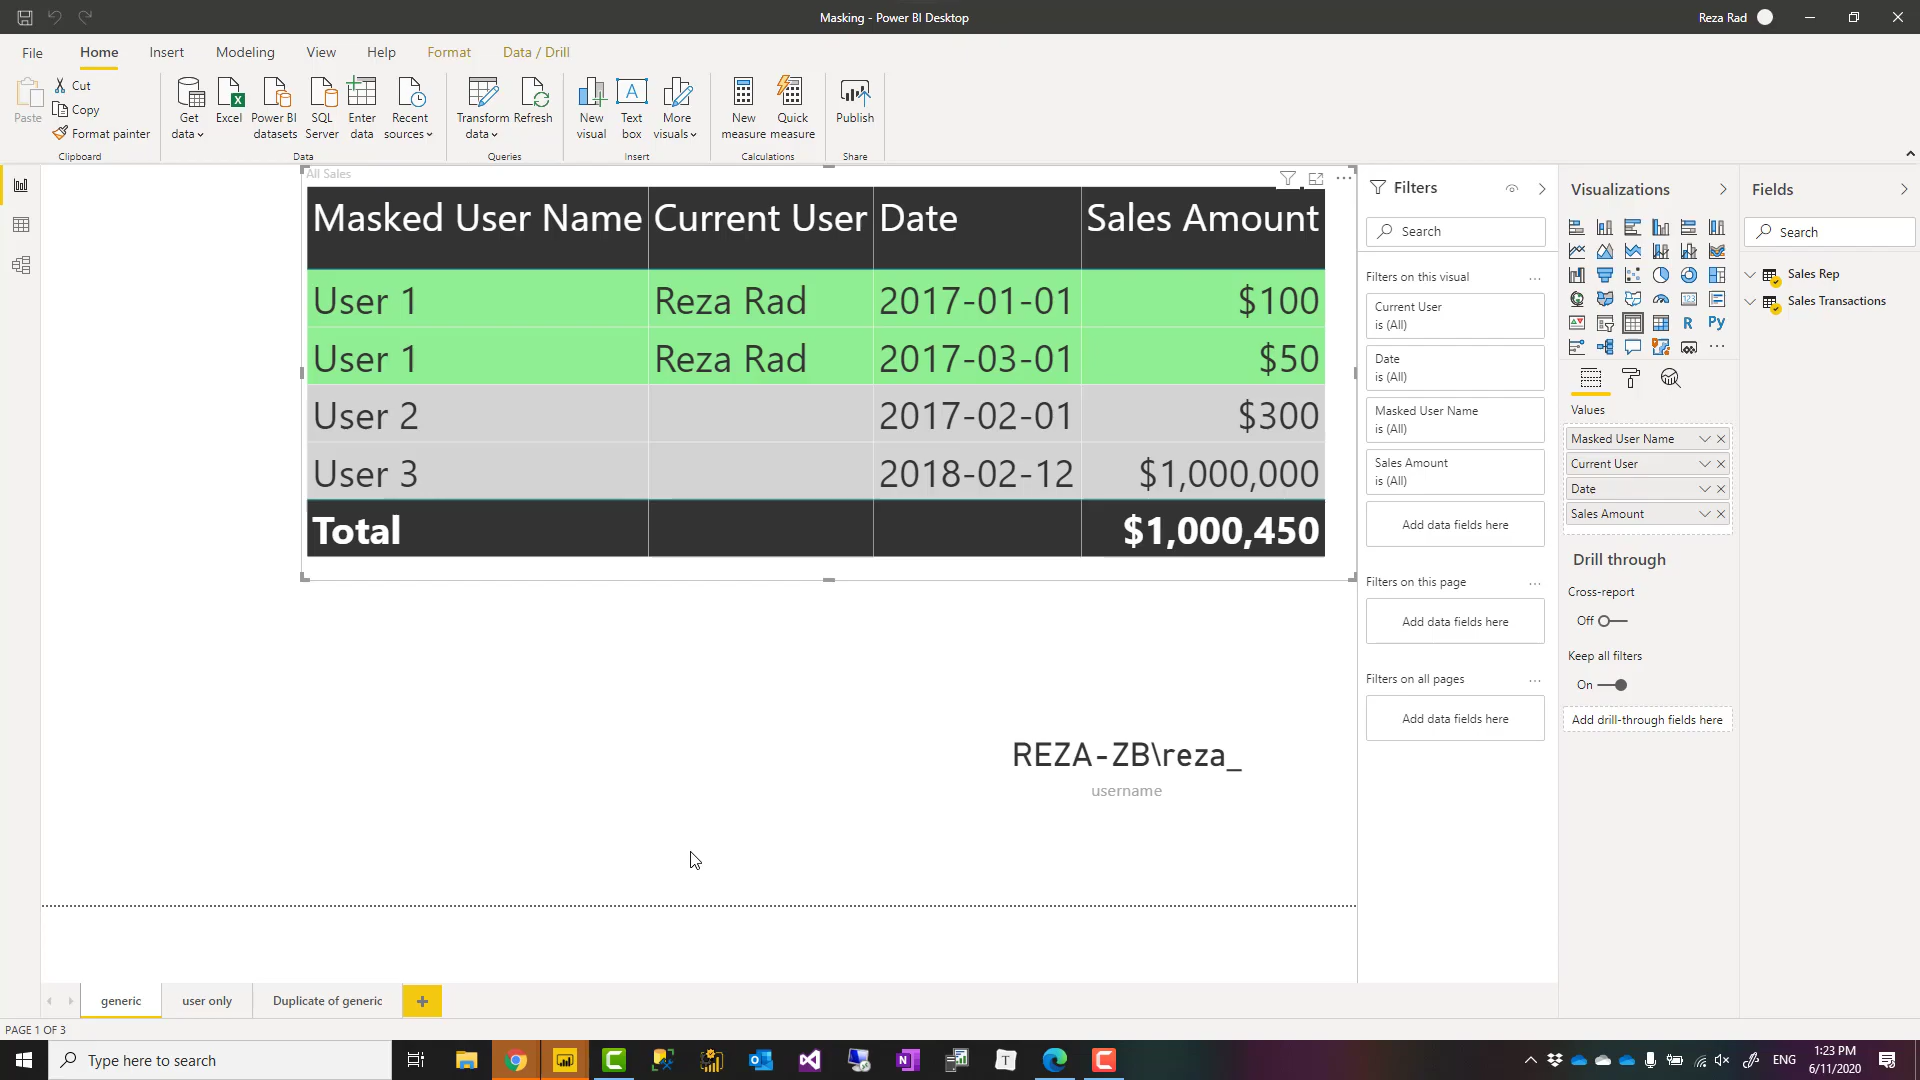 Masking - Power BI Desktop
Reza Rad
File
Home
Insert
Modeling
View
Help
Format
Data / Drill
Paste
Cut
Copy
Format painter
Clipboard
Get data
Excel
Power BI datasets
SQL Server
Enter data
Recent sources
Data
Transform data
Refresh
Queries
New visual
A
Text box
More visuals
Insert
New measure
Quick measure
Calculations
Publish
Share
All Sales
Masked User Name Current User Date Sales Amount
User 1 Reza Rad 2017-01-01 $100
User 1 Reza Rad 2017-03-01 $50
User 2 2017-02-01 $300
User 3 2018-02-12 $1,000,000
Total $1,000,450
REZA-ZB\reza_
username
Filters
Search
Filters on this visual
Current User
is (All)
Date
is (All)
Masked User Name
is (All)
Sales Amount
is (All)
Add data fields here
Filters on this page
Add data fields here
Filters on all pages
Add data fields here
Visualizations
R
Py
Values
Masked User Name
Current User
Date
Sales Amount
Drill through
Cross-report
Off
Keep all filters
On
Add drill-through fields here
Fields
Search
Sales Rep
Sales Transactions
generic
user only
Duplicate of generic
PAGE 1 OF 3
Type here to search
ENG
1:23 PM
6/11/2020